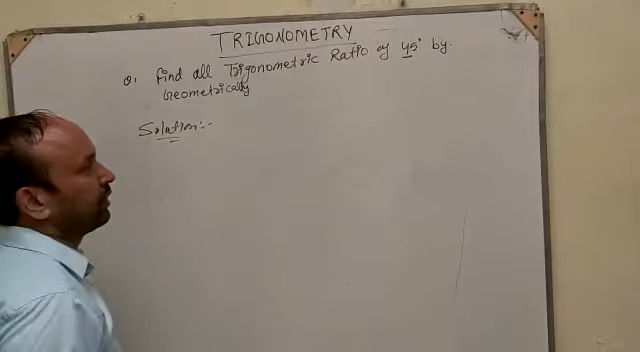 TRIGONOMETRY
Q. Find all Trigonometric Ratio of 45° by.
Geometrically
Solution:-